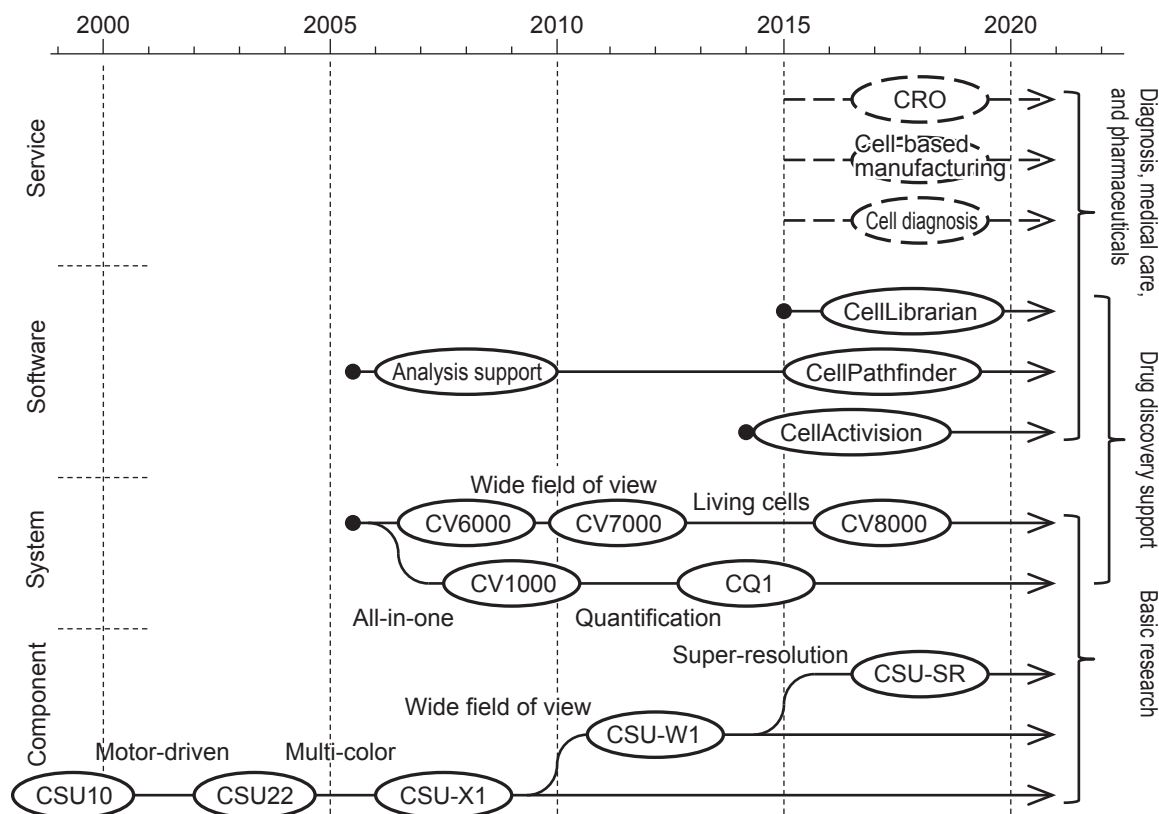 2000 2005 2010 2015 2020
Service
CRO
Cell-based
manufacturing
Cell diagnosis
Diagnosis, medical care,
and pharmaceuticals
Software
CellLibrarian
Analysis support
CellPathfinder
CellActivision
Drug discovery support
System
Wide field of view
Living cells
CV6000
CV7000
CV8000
CV1000
CQ1
All-in-one
Quantification
Basic research
Component
Super-resolution
CSU-SR
Wide field of view
CSU-W1
Motor-driven
Multi-color
CSU10
CSU22
CSU-X1